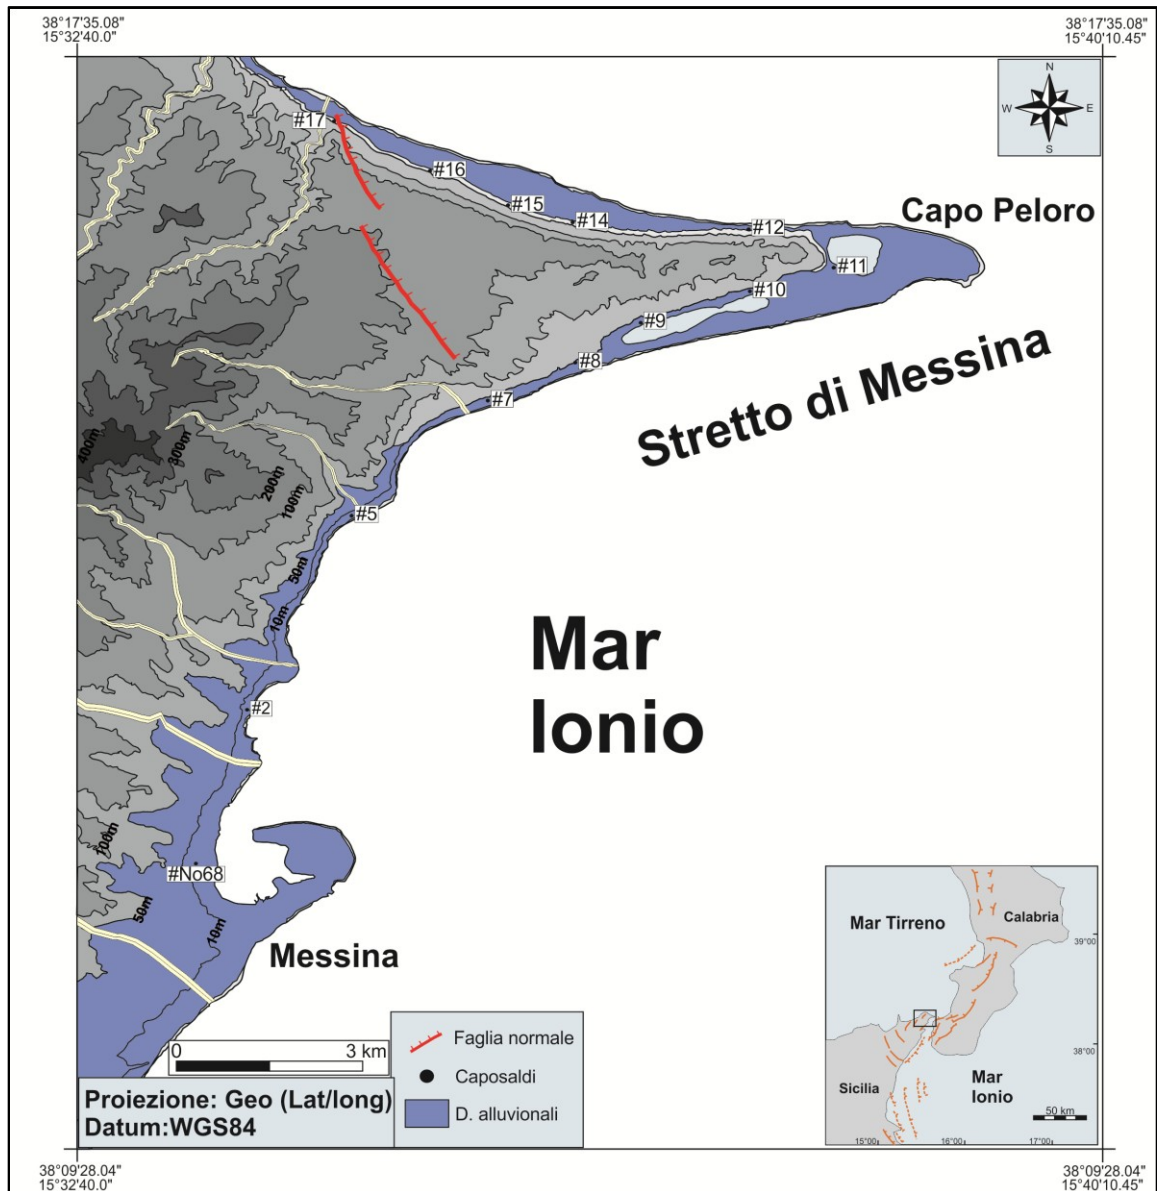 38°17'35.08"
15°32'40.0"
38°17'35.08"
15°40'10.45"
N
W E
S
#17
#16
#15
#14
#12
Capo Peloro
#11
#10
#9
#8
#7
Stretto di Messina
400m
300m
200m
100m
#5
50m
10m
Mar
Ionio
#2
100m
#No68
50m
10m
Messina
0 3 km
Proiezione: Geo (Lat/long)
Datum:WGS84
Faglia normale
Caposaldi
D. alluvionali
Mar Tirreno
Calabria
39°00'
38°00'
Sicilia
Mar
Ionio
50 km
15°00' 16°00' 17°00'
38°09'28.04"
15°32'40.0"
38°09'28.04"
15°40'10.45"